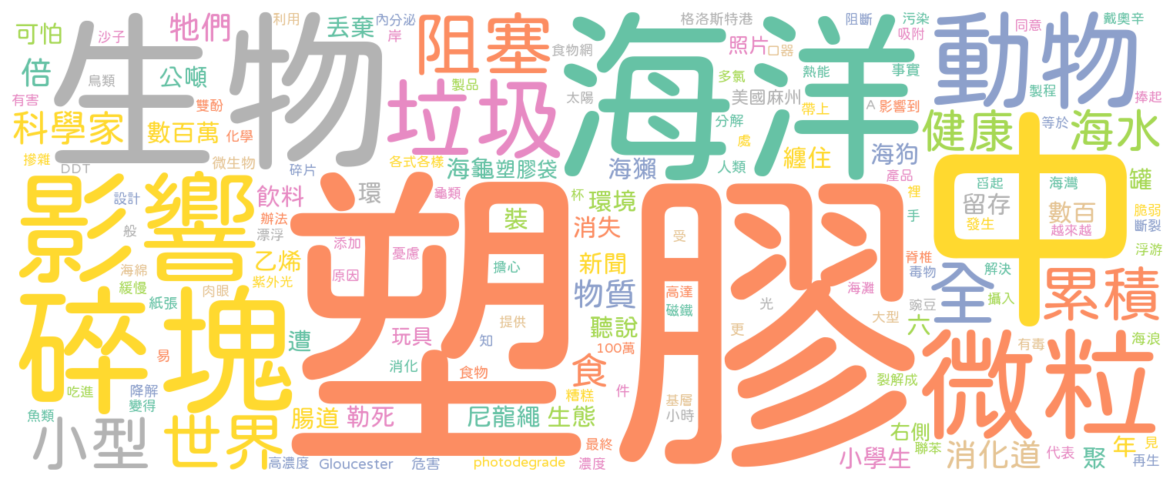 可怕
沙子
牠們
利用
丟棄
內分泌
岸
阻塞
食物網
格洛斯特港
照片
口器
阻斷
污染
吸附
同意
戴奧辛
倍
生物
鳥類
公噸
海洋
動物
有害
雙酚
製品
太陽
多氯
美國麻州
熱能
事實
製程
捧起
科學家
數百萬
化學
垃圾
分解
帶上
A
影響到
健康
等於
海水
摻雜
DDT
微生物
碎片
各式各樣
海龜
龜塑膠袋
海獺
處
人類
纏住
海狗
產品
中
影響
設計
般
飲料
辦法
漂浮
環
塑膠
龜類
裝
杯
環境
消失
受
手
裡
舀起
留存
發生
海灣
數百
越來越
罐
脆弱
斷裂
浮游
海綿
緩慢
乙烯
紫外光
添加
原因
憂慮
擴心
新聞
物質
高達
磁鐵
海灘
脊椎
毒物
全
解決
攝入
累積
紙張
肉眼
碎塊
遭
玩具
提供
知
聽說
100萬
光
更
大型
豌豆
六
有毒
海浪
易
消化
食物
糟糕
食
件
基層
小時
裂解成
微粒
吃進
降解
變得
魚類
腸道
勒死
尼龍繩
生態
右側
聯苯
年
見
小型
世界
高濃度
Gloucester
危害
photodegrade
最終
濃度
小學生
消化道
代表
聚
再生